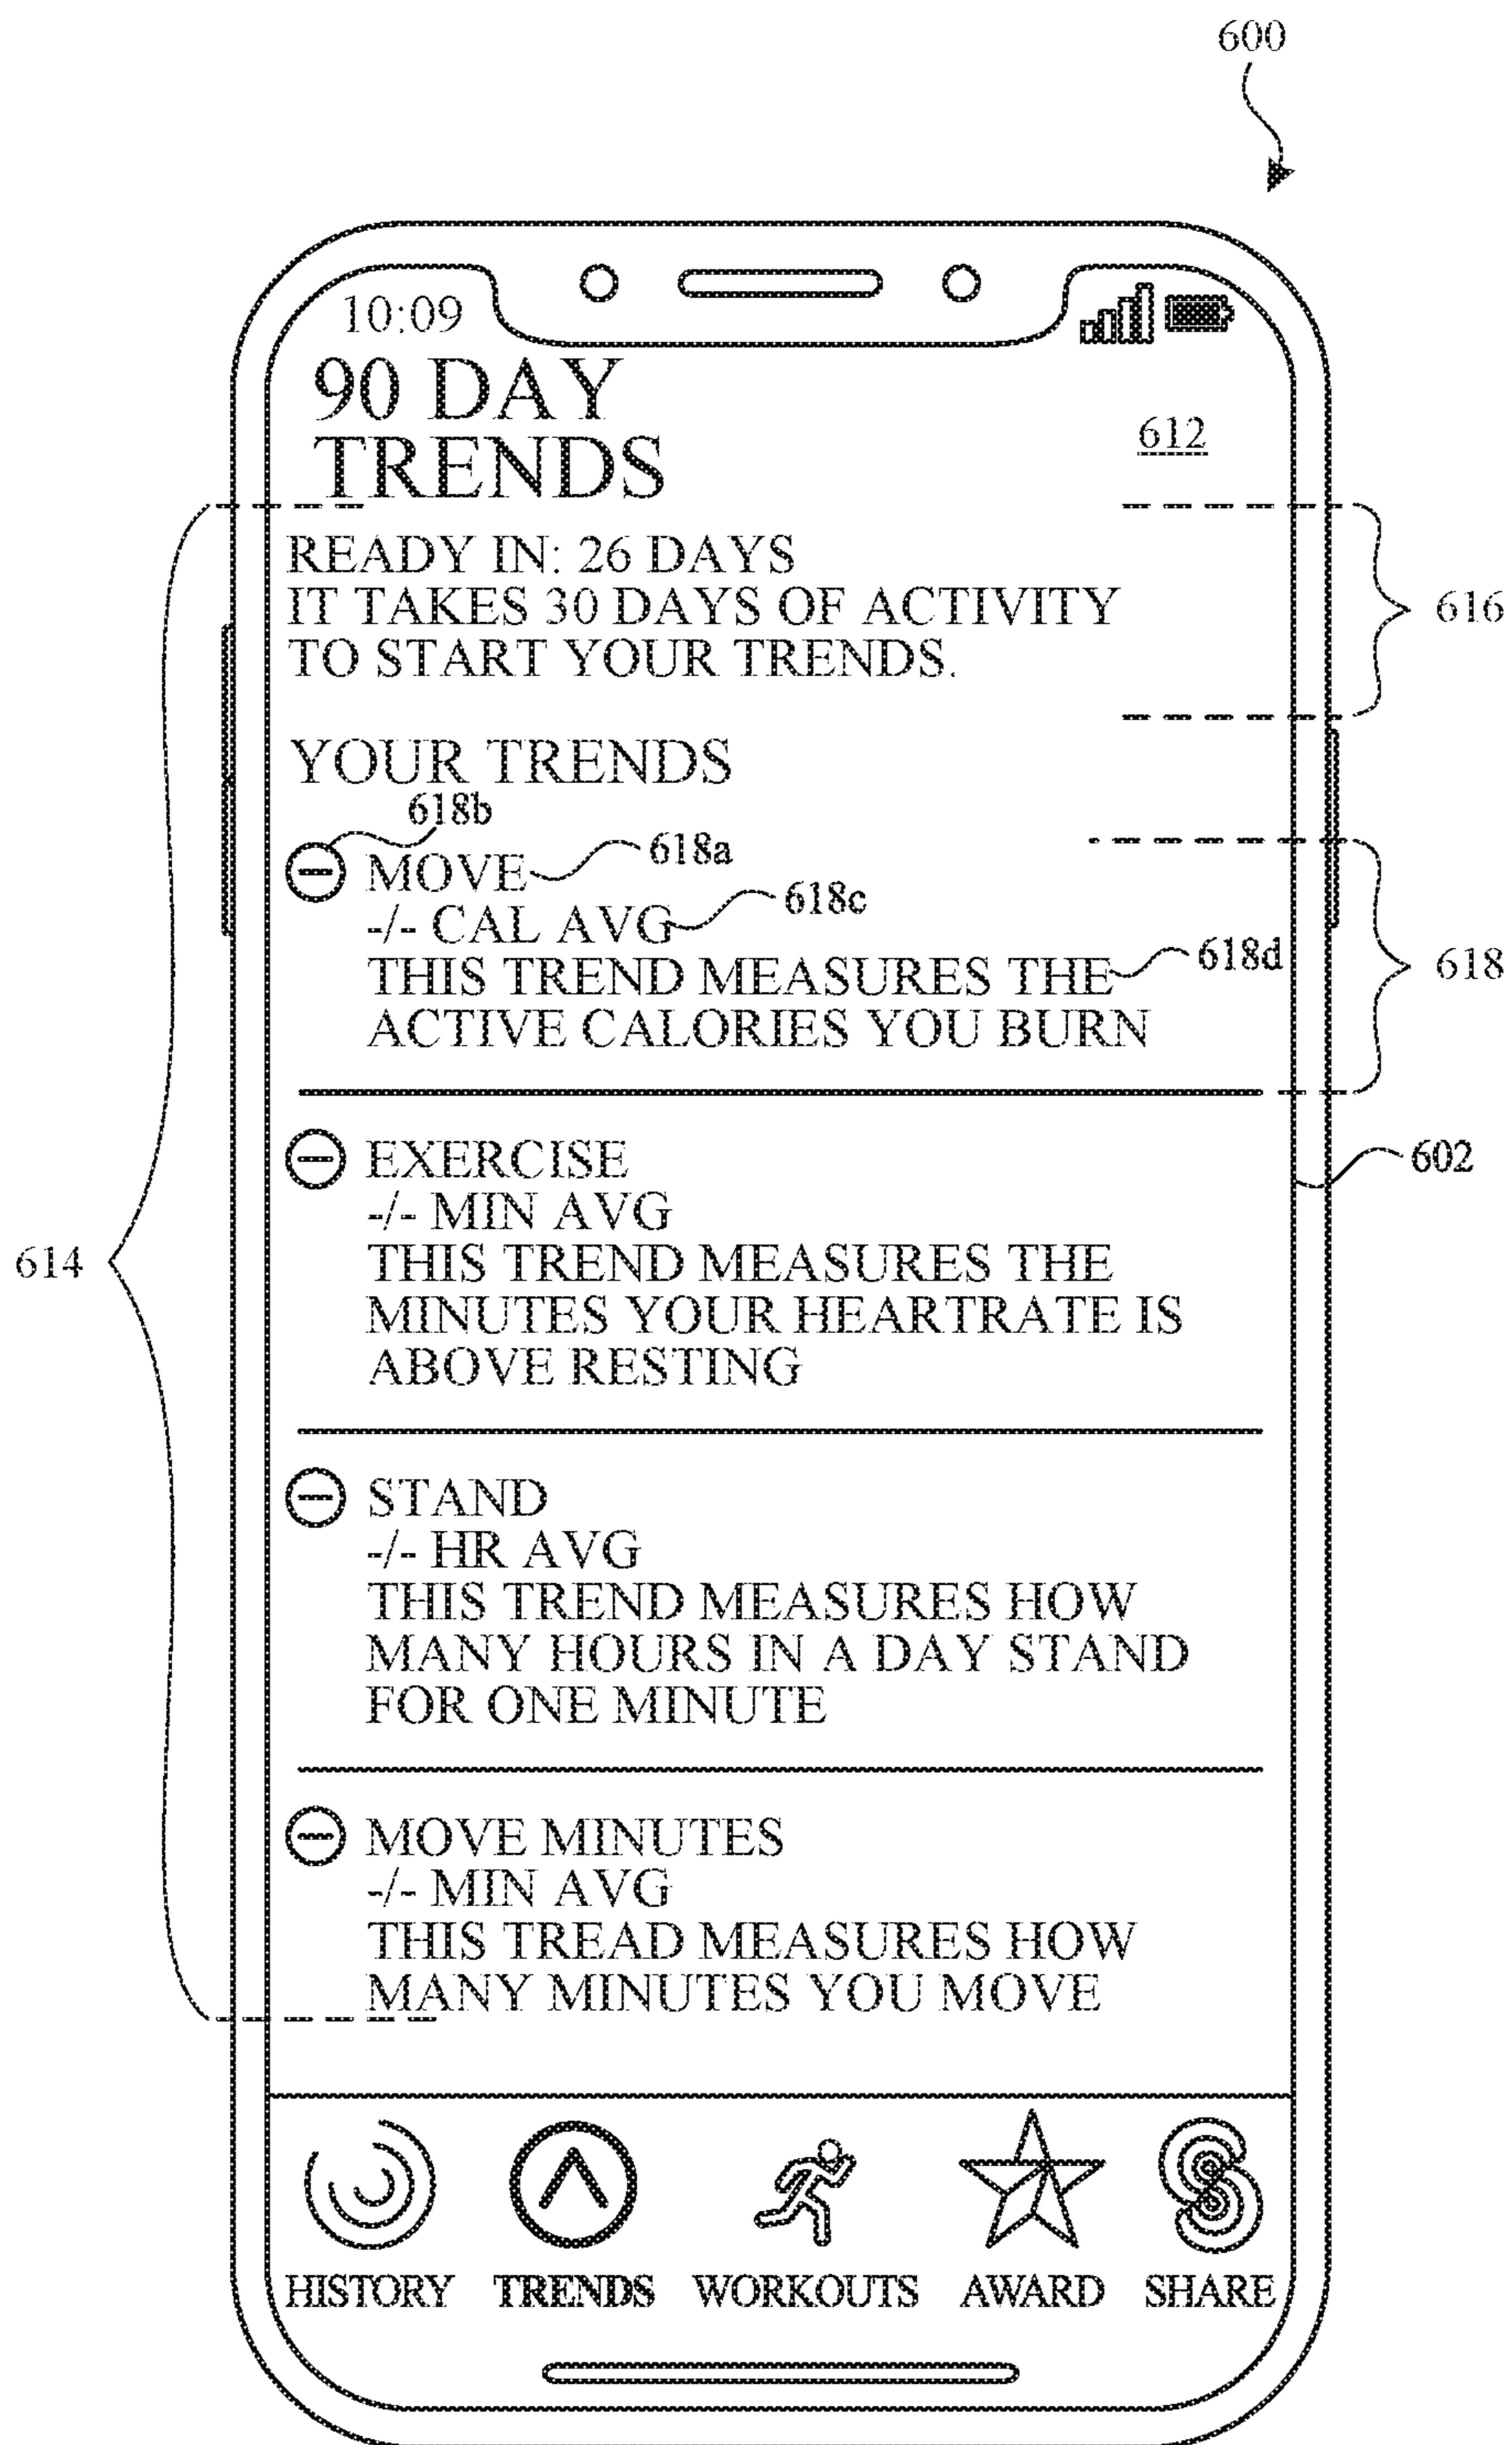 600
10:09
90 DAY
TRENDS
612
READY IN: 26 DAYS
IT TAKES 30 DAYS OF ACTIVITY
TO START YOUR TRENDS.
616
YOUR TRENDS
618b
MOVE
618a
-/- CAL AVG
618c
THIS TREND MEASURES THE
618d
ACTIVE CALORIES YOU BURN
618
EXERCISE
602
-/- MIN AVG
THIS TREND MEASURES THE
614
MINUTES YOUR HEARTRATE IS
ABOVE RESTING
STAND
-/- HR AVG
THIS TREND MEASURES HOW
MANY HOURS IN A DAY STAND
FOR ONE MINUTE
MOVE MINUTES
-/- MIN AVG
THIS TREAD MEASURES HOW
MANY MINUTES YOU MOVE
HISTORY TRENDS WORKOUTS AWARD SHARE